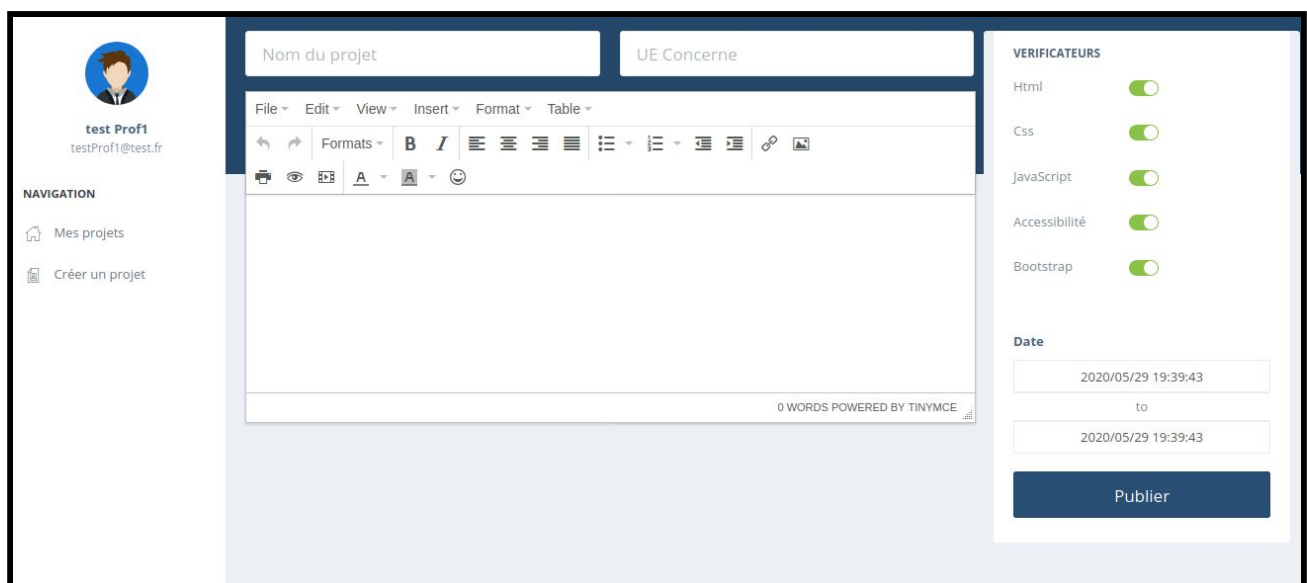 test Prof1
testProf1@test.fr
NAVIGATION
Mes projets
Créer un projet
Nom du projet
UE Concerne
File Edit View Insert Format Table
Formats B I
A A
0 WORDS POWERED BY TINYMCE
VERIFICATEURS
Html
Css
JavaScript
Accessibilité
Bootstrap
Date
2020/05/29 19:39:43
to
2020/05/29 19:39:43
Publier